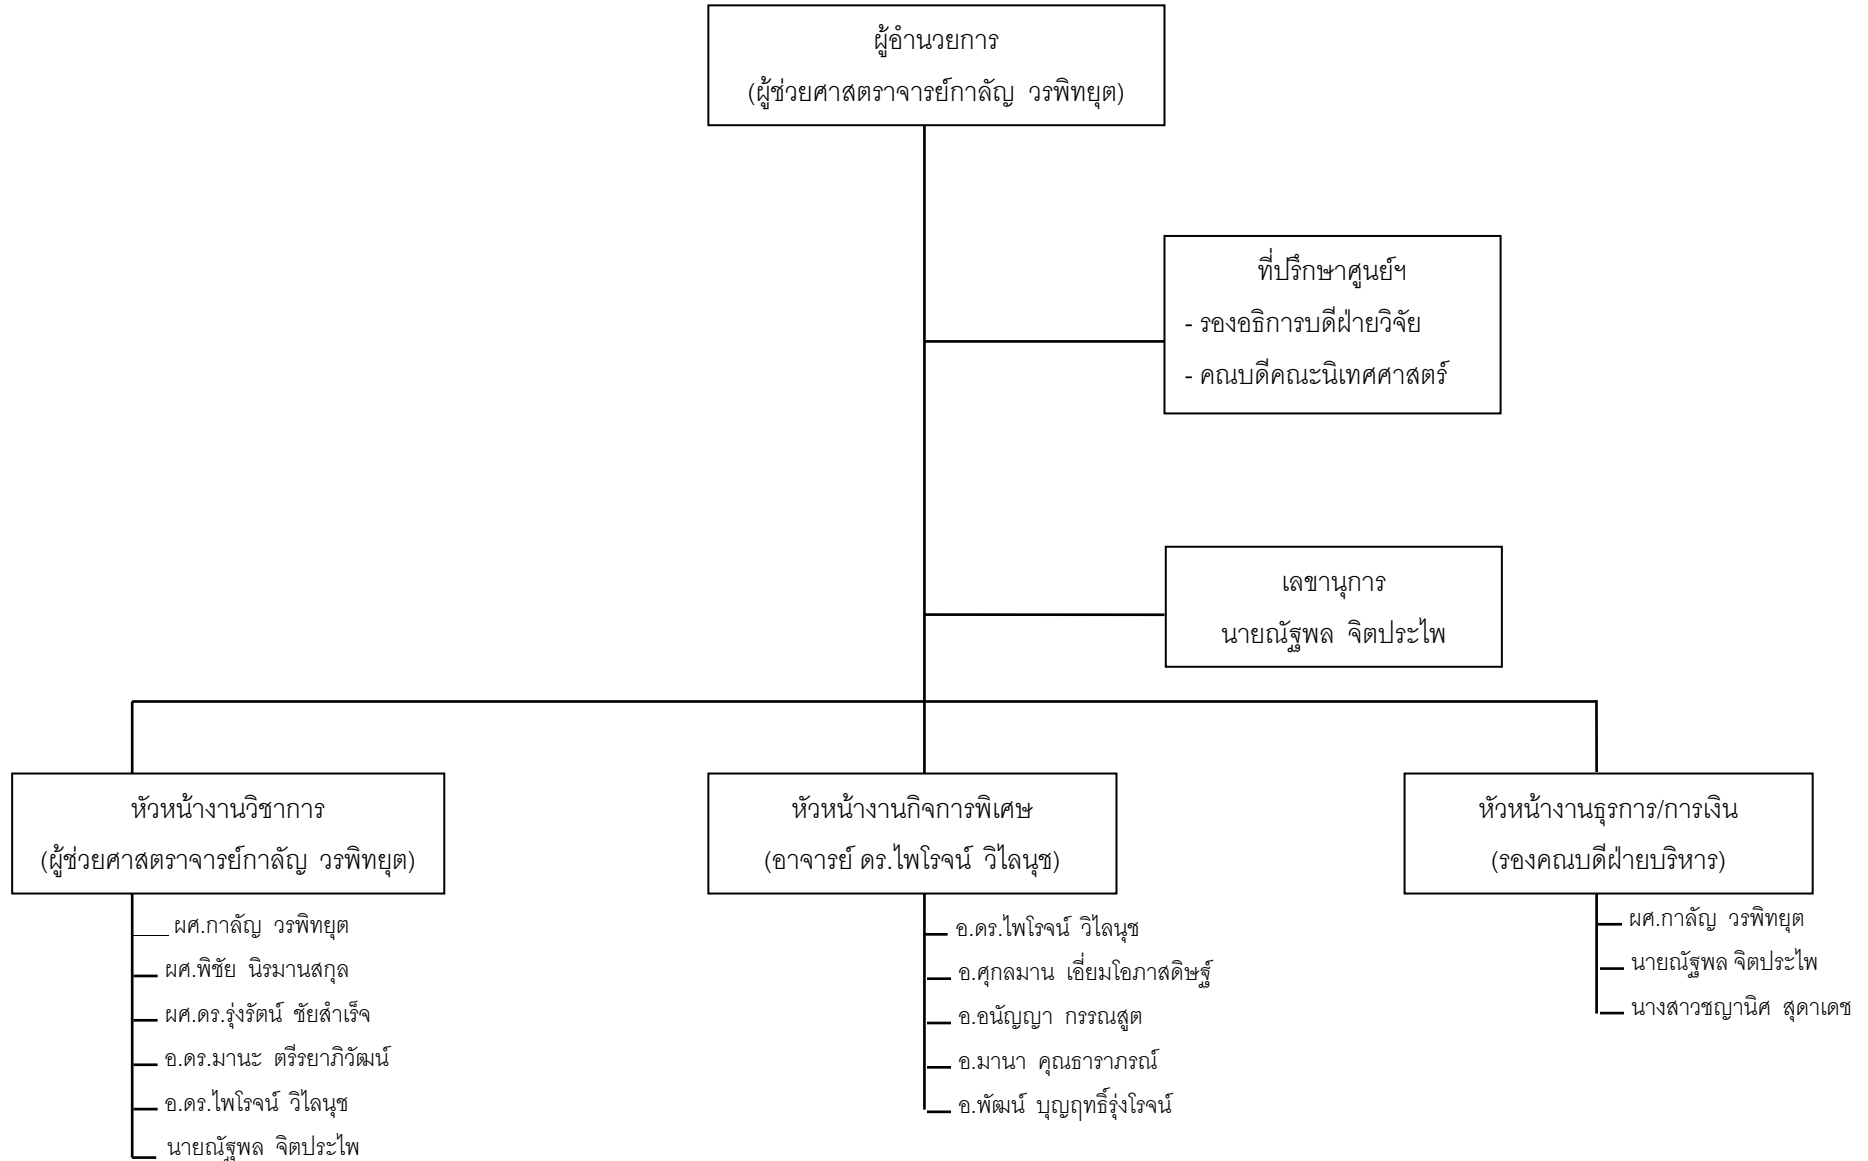 ผู้อำนวยการ
(ผู้ช่วยศาสตราจารย์กาลัญ วรพิทยุต)
ที่ปรึกษาศูนย์ฯ
- รองอธิการบดีฝ่ายวิจัย
- คณบดีคณะนิเทศศาสตร์
เลขานุการ
นายณัฐพล จิตประไพ
หัวหน้างานวิชาการ
(ผู้ช่วยศาสตราจารย์กาลัญ วรพิทยุต)
ผศ.กาลัญ วรพิทยุต
ผศ.พิชัย นิรมานสกุล
ผศ.ดร.รุ่งรัตน์ ชัยสำเร็จ
อ.ดร.มานะ ตรีรยาภิวัฒน์
อ.ดร.ไพโรจน์ วิไลนุช
นายณัฐพล จิตประไพ
หัวหน้างานกิจการพิเศษ
(อาจารย์ ดร.ไพโรจน์ วิไลนุช)
อ.ดร.ไพโรจน์ วิไลนุช
อ.ศุกลมาน เอี่ยมโอภาสดิษฐ์
อ.อนัญญา กรรณสูต
อ.มานา คุณธาราภรณ์
อ.พัฒน์ บุญฤทธิ์รุ่งโรจน์
หัวหน้างานธุรการ/การเงิน
(รองคณบดีฝ่ายบริหาร)
ผศ.กาลัญ วรพิทยุต
นายณัฐพล จิตประไพ
นางสาวชญานิศ สุดาเดช